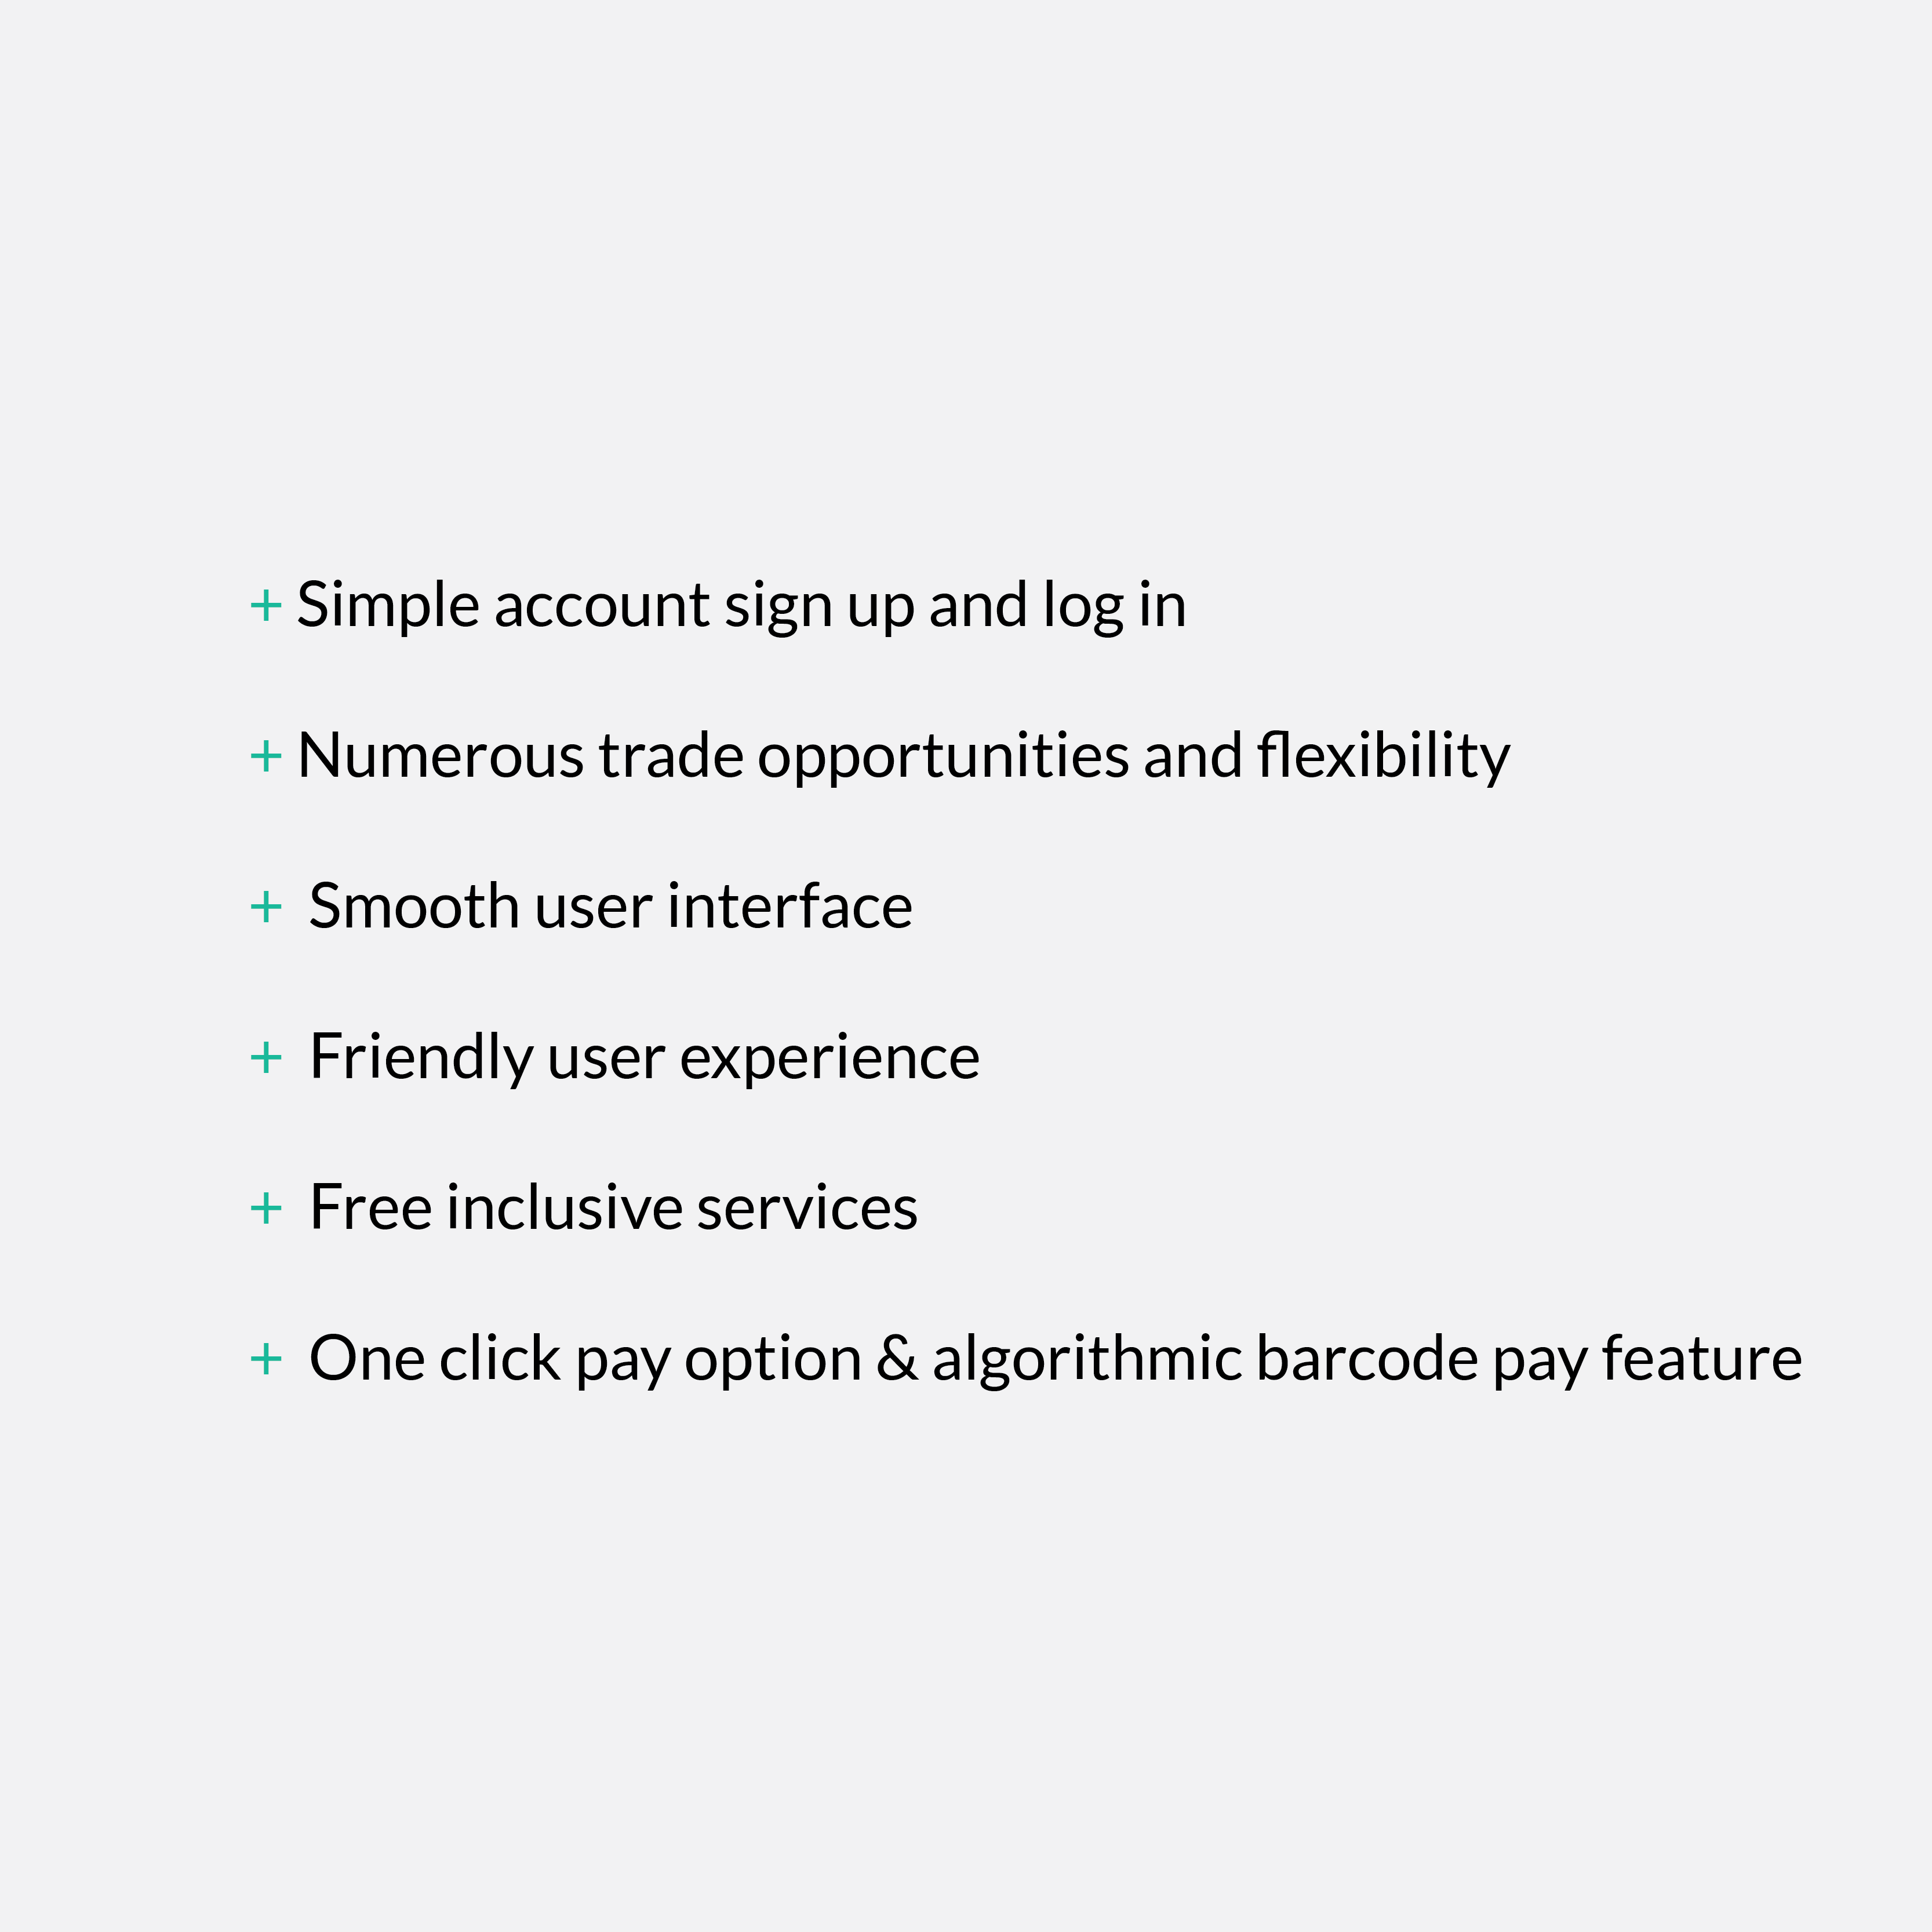 + Simple account sign up and log in
+ Numerous trade opportunities and flexibility
+ Smooth user interface
+ Friendly user experience
+ Free inclusive services
+ One click pay option & algorithmic barcode pay feature